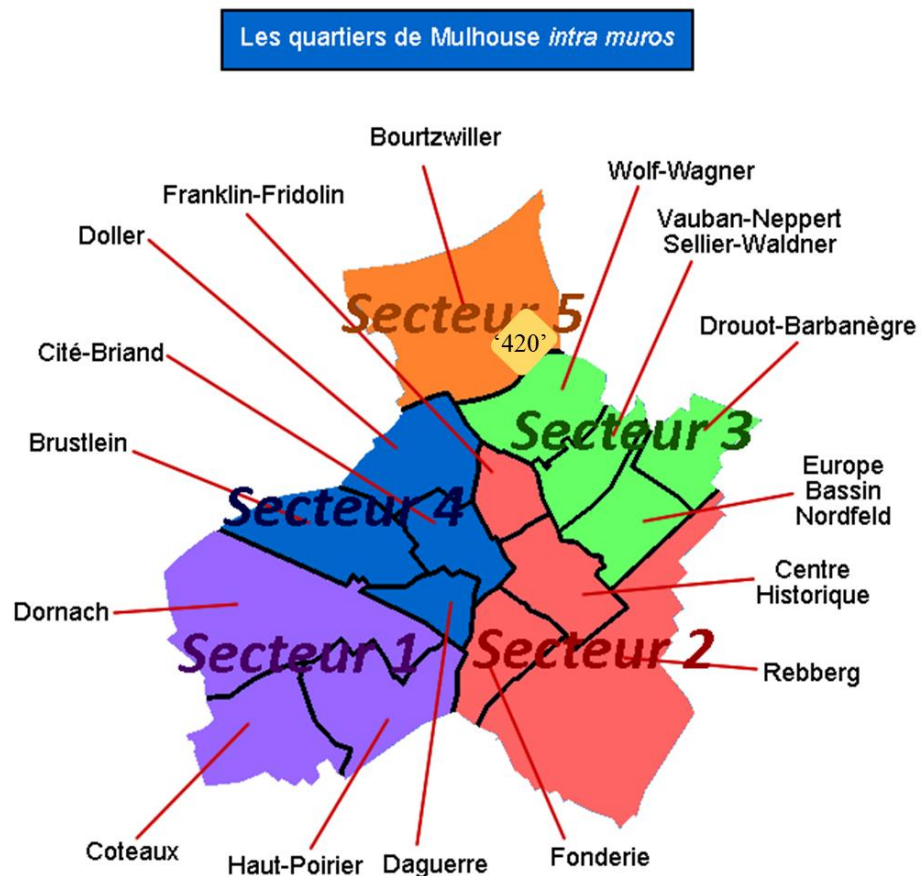 Les quartiers de Mulhouse intra muros
Bourtzwiller
Wolf-Wagner
Franklin-Fridolin
Vauban-Neppert
Sellier-Waldner
Doller
Secteur 5
Drouot-Barbanègre
'420'
Cité-Briand
Secteur 3
Brustlein
Europe
Bassin
Nordfeld
Secteur 4
Centre
Historique
Dornach
Secteur 1
Secteur 2
Rebberg
Coteaux
Haut-Poirier
Daguerre
Fonderie